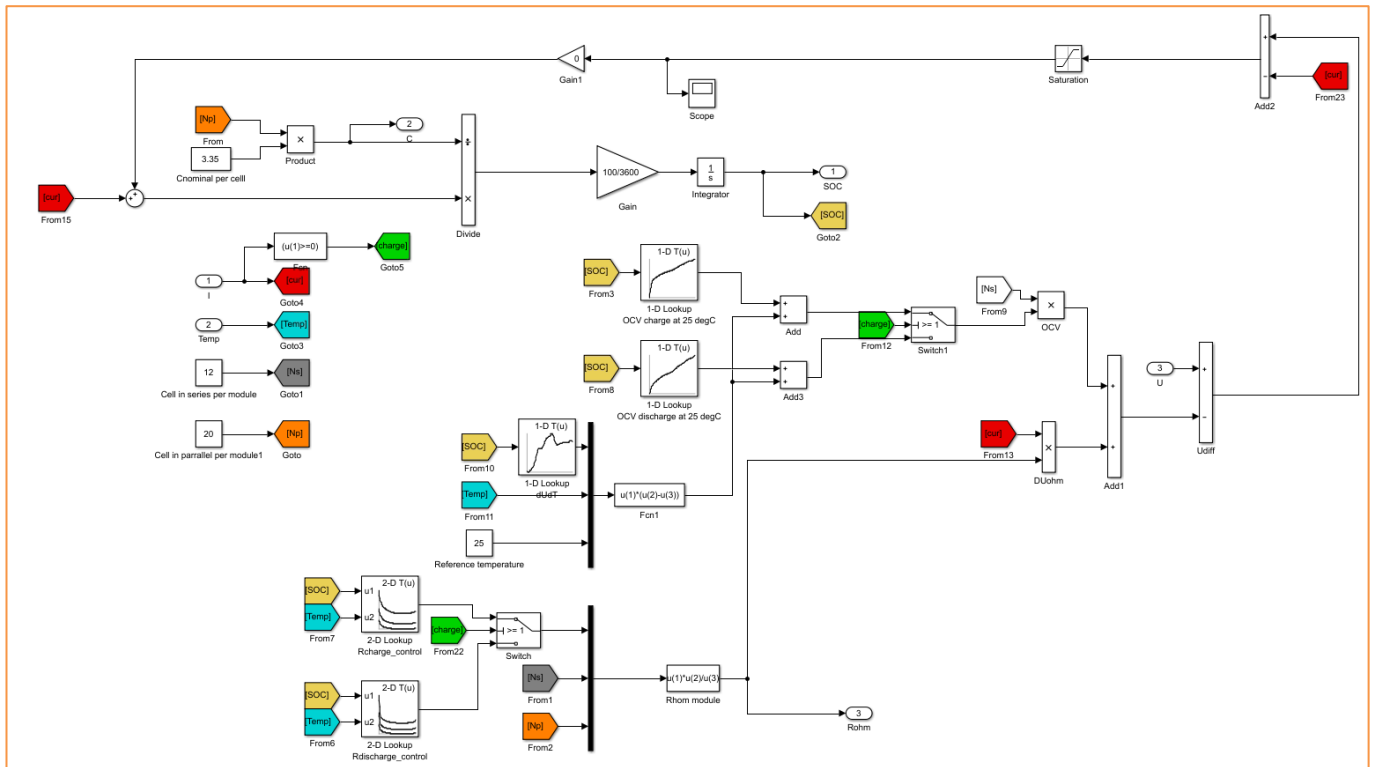 +
−
[cur]
From23
Add2
Saturation
0
Gain1
Scope
[Np]
From
3.35
Cnominal per celll
×
Product
2
C
÷
×
Divide
100/3600
Gain
1
s
Integrator
1
SOC
[SOC]
Goto2
[cur]
From15
+
+
(u(1)>=0)
Fcn
[charge]
Goto5
1
I
[cur]
Goto4
2
Temp
[Temp]
Goto3
12
Cell in series per module
[Ns]
Goto1
20
Cell in parrallel per module1
[Np]
Goto
[SOC]
From3
1-D T(u)
1-D Lookup
OCV charge at 25 degC
[SOC]
From8
1-D T(u)
1-D Lookup
OCV discharge at 25 degC
+
+
Add
+
+
Add3
[charge]
From12
>= 1
Switch1
[Ns]
From9
×
OCV
3
U
+
−
Udiff
[cur]
From13
×
DUohm
+
+
Add1
[SOC]
From10
1-D T(u)
1-D Lookup
dUdT
[Temp]
From11
25
Reference temperature
u(1)*(u(2)-u(3))
Fcn1
[SOC]
[Temp]
From7
u1
u2
2-D T(u)
2-D Lookup
Rcharge_control
[charge]
From22
>= 1
Switch
[SOC]
[Temp]
From6
u1
u2
2-D T(u)
2-D Lookup
Rdischarge_control
[Ns]
From1
[Np]
From2
u(1)*u(2)/u(3)
Rhom module
3
Rohm